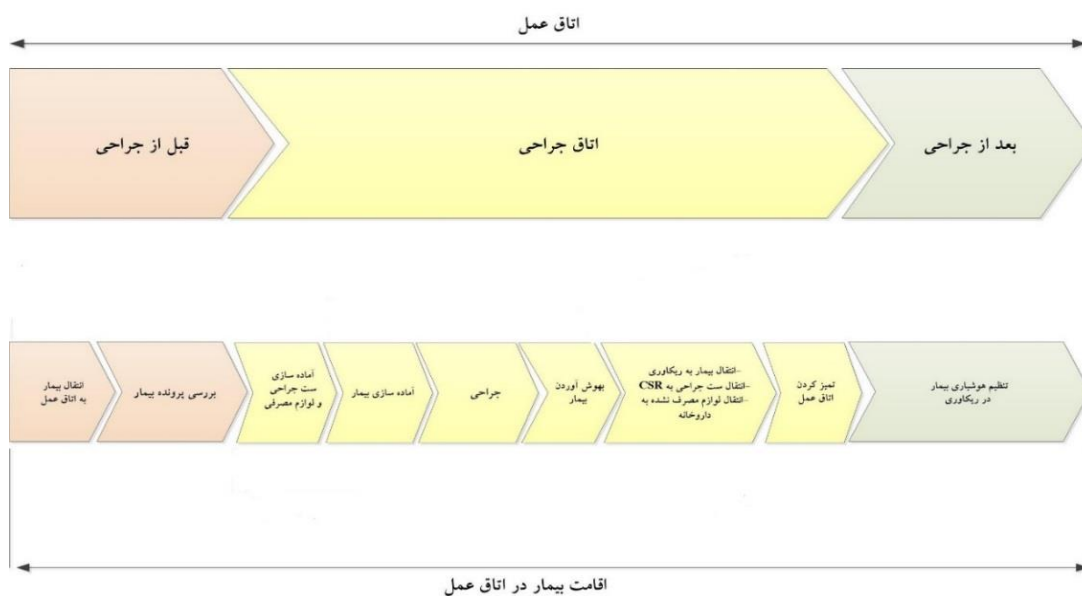 اتاق عمل
قبل از جراحی
اتاق جراحی
بعد از جراحی
انتقال بیمار
به اتاق عمل
بررسی پرونده بیمار
آماده سازی
ست جراحی
و لوازم مصرفی
آماده سازی بیمار
جراحی
بهوش آوردن
بیمار
-انتقال بیمار به ریکاوری
-انتقال ست جراحی به CSR
-انتقال لوازم مصرف نشده به
داروخانه
تمیز کردن
اتاق عمل
تنظیم هوشیاری بیمار
در ریکاوری
اقامت بیمار در اتاق عمل